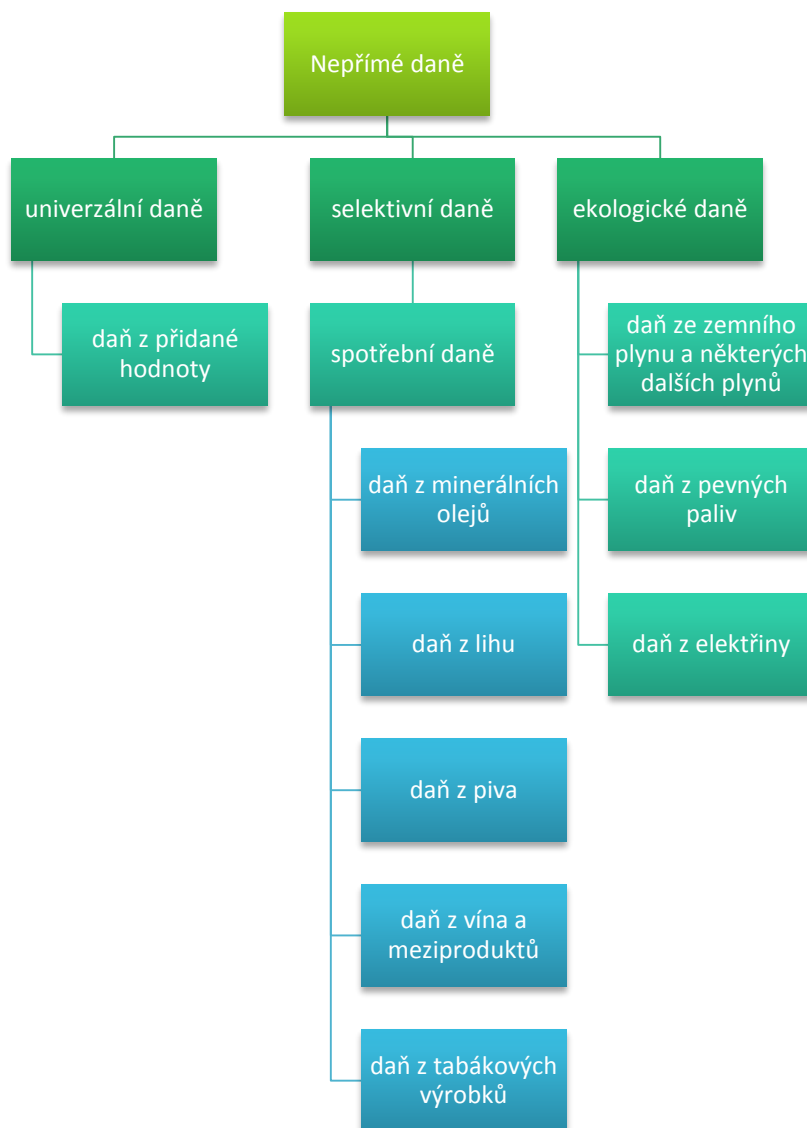 Nepřímé daně
univerzální daně
selektivní daně
ekologické daně
daň z přidané
hodnoty
spotřební daně
daň ze zemního
plynu a některých
dalších plynů
daň z minerálních
olejů
daň z pevných
paliv
daň z lihu
daň z elektřiny
daň z piva
daň z vína a
meziproduktů
daň z tabákových
výrobků